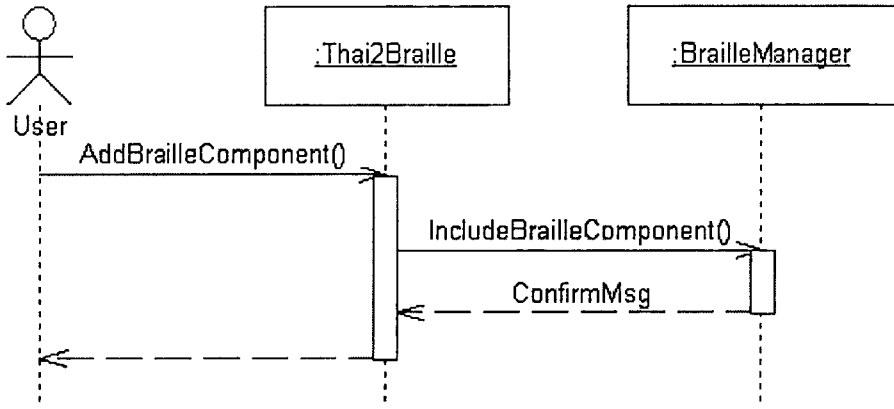 :Thai2Braille
:BrailleManager
User
AddBrailleComponent()
IncludeBrailleComponent()
ConfirmMsg